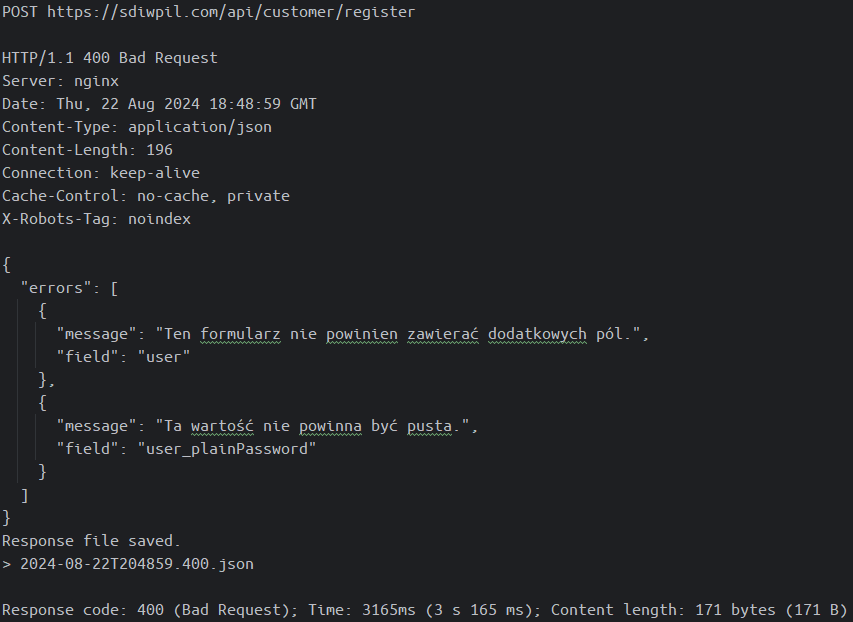 POST https://sdiwpil.com/api/customer/register
HTTP/1.1 400 Bad Request
Server: nginx
Date: Thu, 22 Aug 2024 18:48:59 GMT
Content-Type: application/json
Content-Length: 196
Connection: keep-alive
Cache-Control: no-cache, private
X-Robots-Tag: noindex
{
  "errors": [
    {
      "message": "Ten formularz nie powinien zawierać dodatkowych pól.",
      "field": "user"
    },
    {
      "message": "Ta wartość nie powinna być pusta.",
      "field": "user_plainPassword"
    }
  ]
}
Response file saved.
> 2024-08-22T204859.400.json
Response code: 400 (Bad Request); Time: 3165ms (3 s 165 ms); Content length: 171 bytes (171 B)